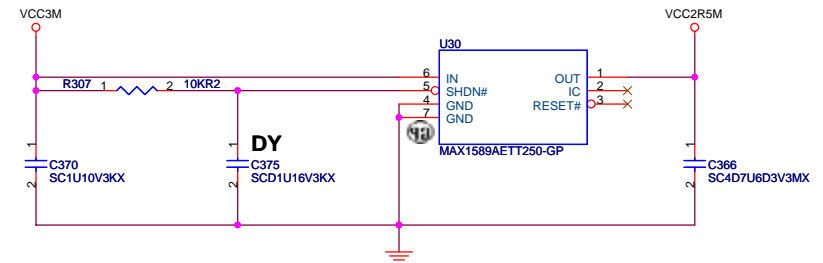 VCC3M
VCC2R5M
U30
R307 1 2 10KR2
6 IN
5 SHDN#
4 GND
7 GND
OUT 1
IC 2
RESET# 3
MAX1589AETT250-GP
DY
1
C370
SC1U10V3KX
2
1
C375
SCD1U16V3KX
2
1
C366
SC4D7U6D3V3MX
2